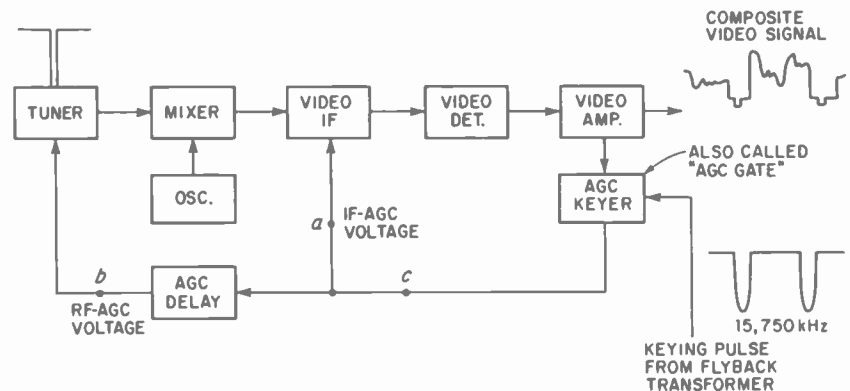 COMPOSITE
VIDEO SIGNAL
TUNER
MIXER
VIDEO
IF
VIDEO
DET.
VIDEO
AMP.
ALSO CALLED
"AGC GATE"
OSC.
AGC
KEYER
a
IF-AGC
VOLTAGE
b
AGC
DELAY
c
RF-AGC
VOLTAGE
15,750 kHz
KEYING PULSE
FROM FLYBACK
TRANSFORMER